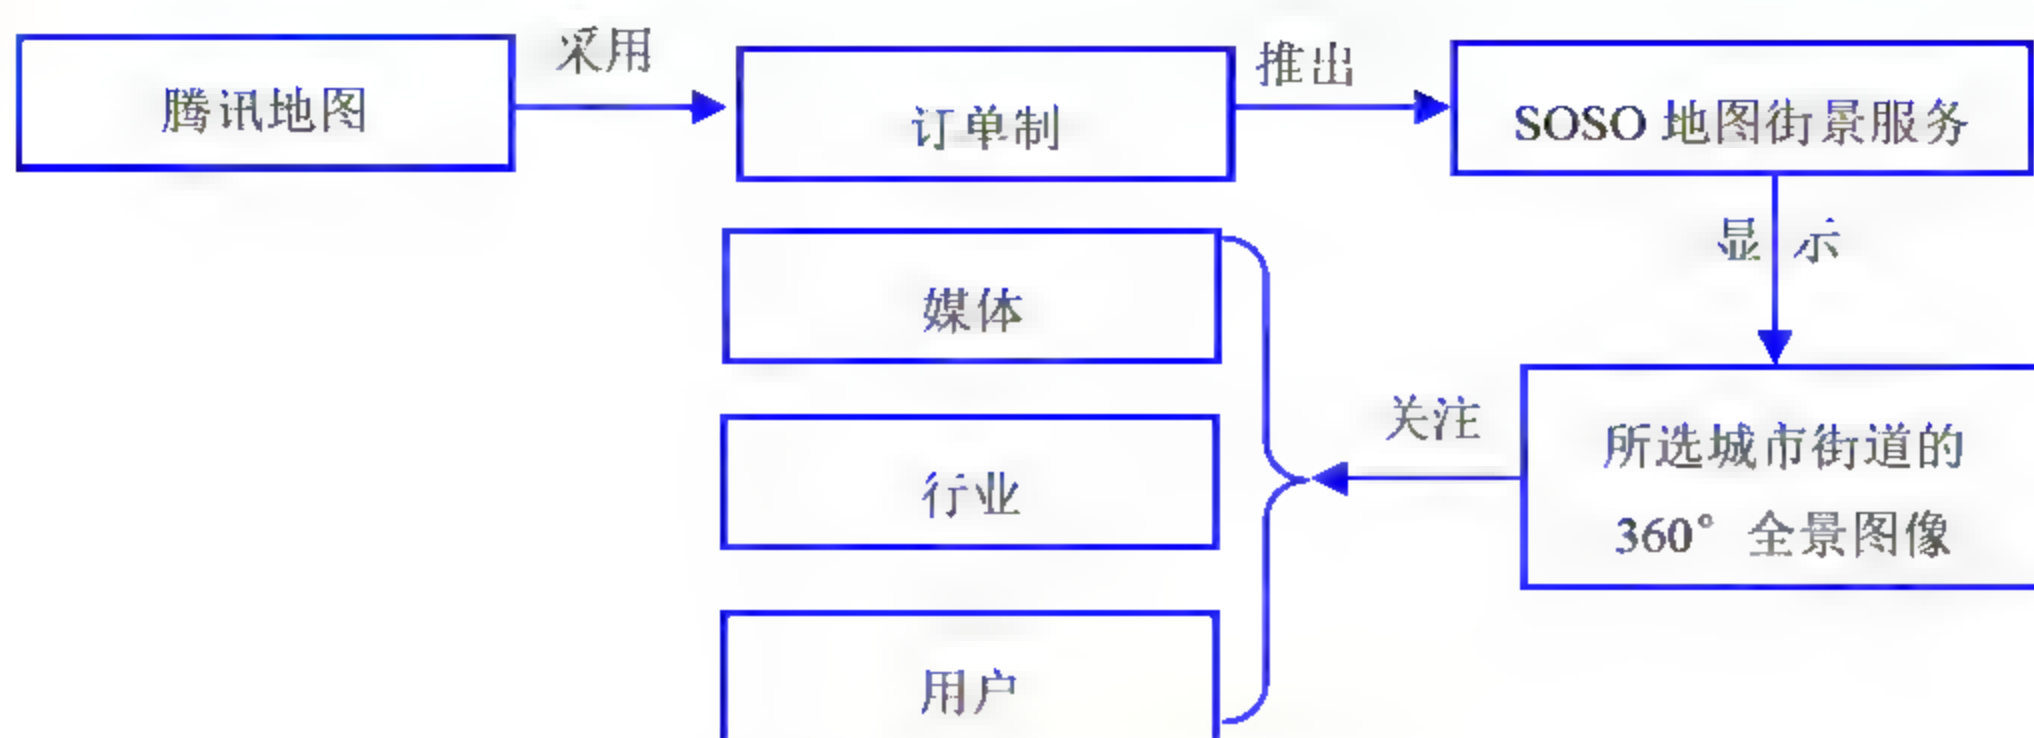 腾讯地图
采用
订单制
推出
SOSO 地图街景服务
显示
所选城市街道的
360° 全景图像
关注
媒体
行业
用户